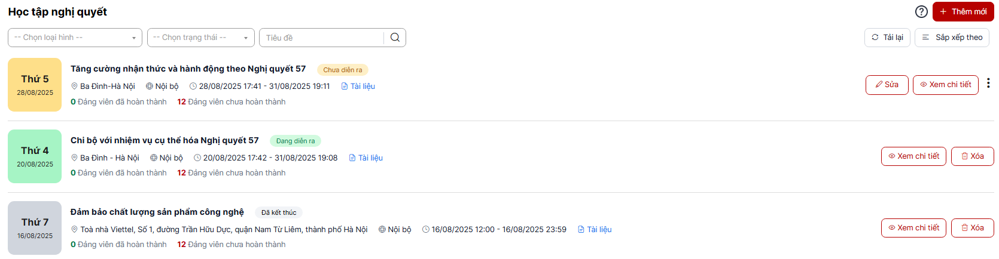 Học tập nghị quyết
Thêm mới
-- Chọn loại hình --
-- Chọn trạng thái --
Tiêu đề
Tải lại
Sắp xếp theo
Thứ 5
28/08/2025
Tăng cường nhận thức và hành động theo Nghị quyết 57
Chưa diễn ra
Ba Đình-Hà Nội
Nội bộ
28/08/2025 17:41 - 31/08/2025 19:11
Tài liệu
0 Đảng viên đã hoàn thành
12 Đảng viên chưa hoàn thành
Sửa
Xem chi tiết
Thứ 4
20/08/2025
Chi bộ với nhiệm vụ cụ thể hóa Nghị quyết 57
Đang diễn ra
Ba Đình - Hà Nội
Nội bộ
20/08/2025 17:42 - 31/08/2025 19:08
Tài liệu
0 Đảng viên đã hoàn thành
12 Đảng viên chưa hoàn thành
Xem chi tiết
Xóa
Thứ 7
16/08/2025
Đảm bảo chất lượng sản phẩm công nghệ
Đã kết thúc
Toà nhà Viettel, Số 1, đường Trần Hữu Dực, quận Nam Từ Liêm, thành phố Hà Nội
Nội bộ
16/08/2025 12:00 - 16/08/2025 23:59
Tài liệu
0 Đảng viên đã hoàn thành
12 Đảng viên chưa hoàn thành
Xem chi tiết
Xóa